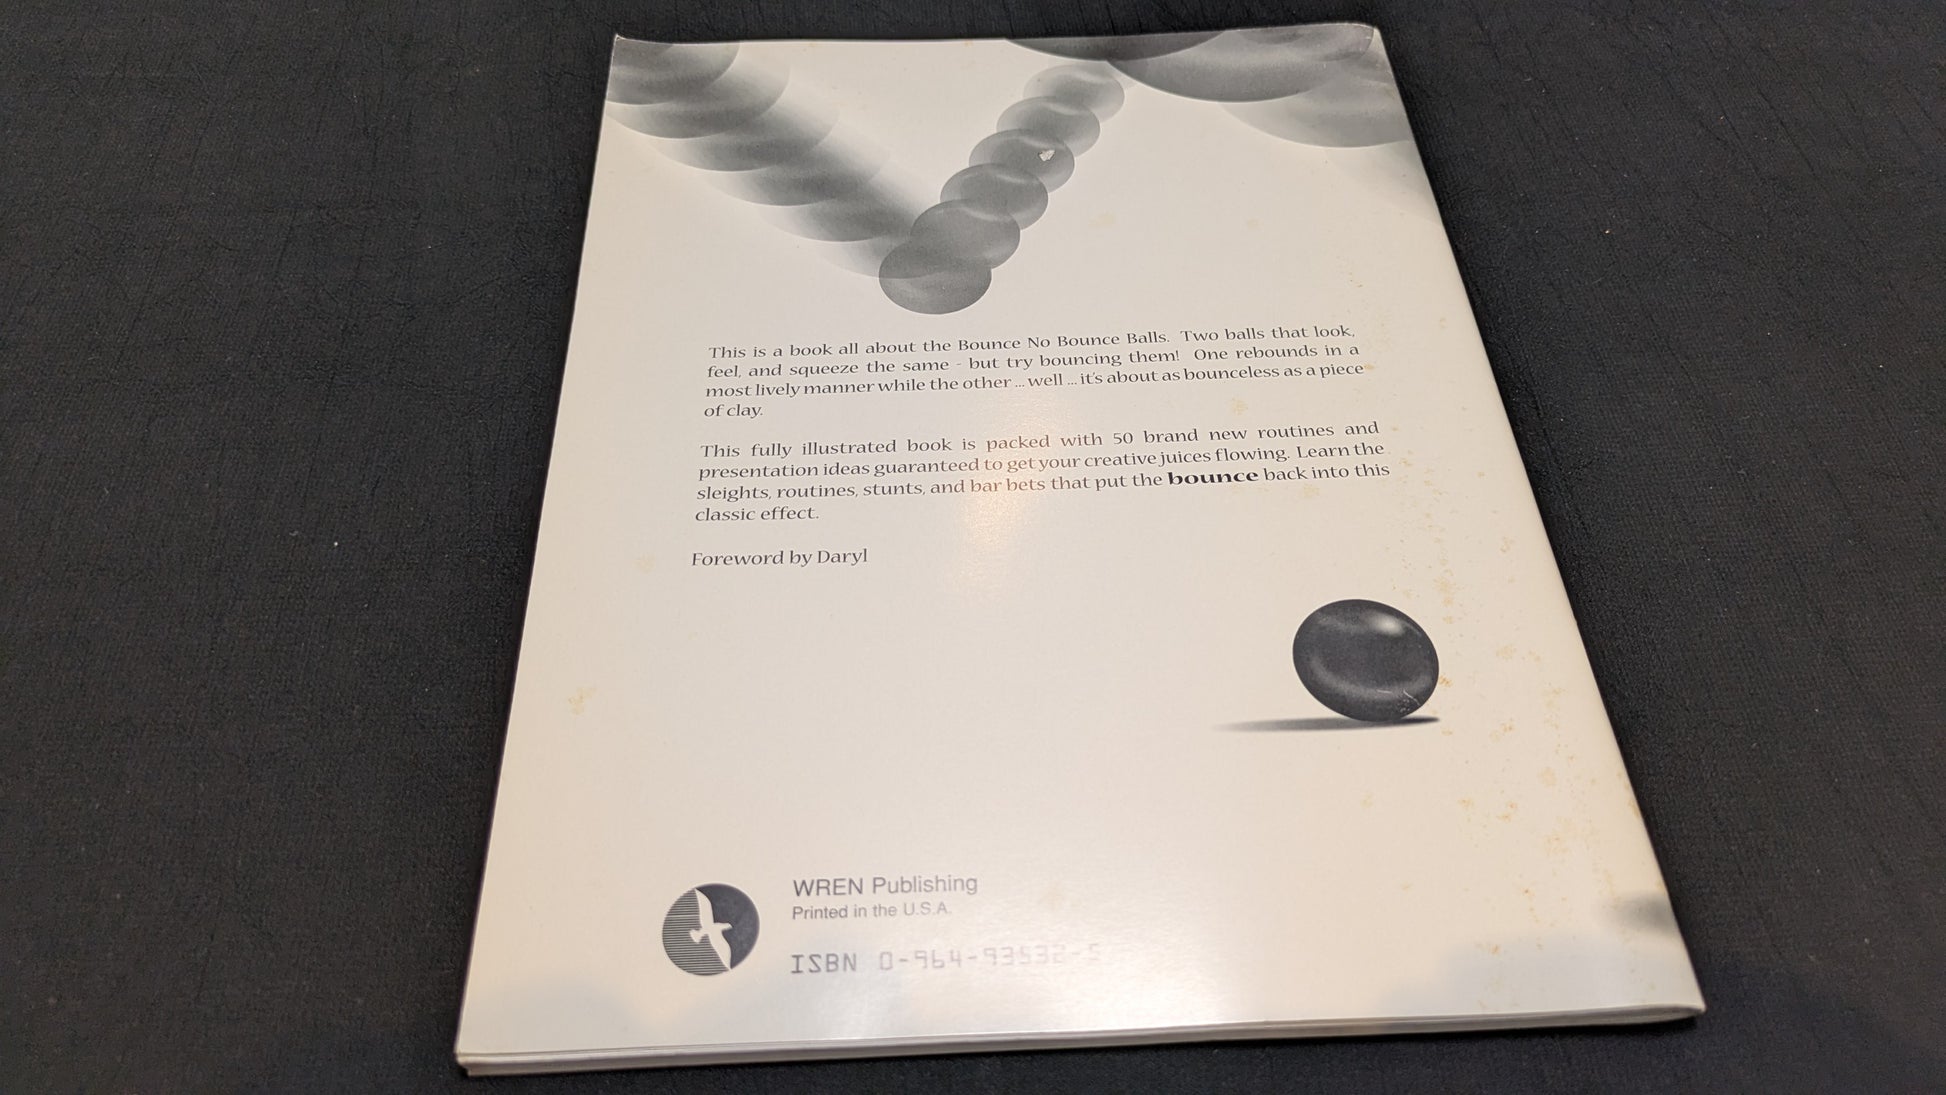 This is a book all about the Bounce No Bounce Balls. Two balls that look,
feel, and squeeze the same - but try bouncing them! One rebounds in a
most lively manner while the other ... well ... it's about as bounceless as a piece
of clay.
This fully illustrated book is packed with 50 brand new routines and
presentation ideas guaranteed to get your creative juices flowing. Learn the
sleights, routines, stunts, and bar bets that put the bounce back into this
classic effect.
Foreword by Daryl
WREN Publishing
Printed in the U.S.A.
ISBN 0-964-93532-5